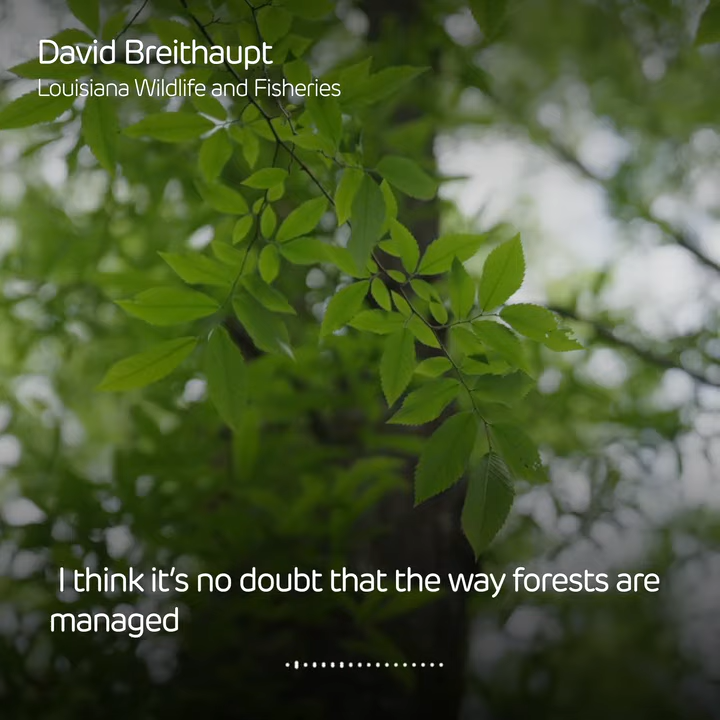 David Breithaupt
Louisiana Wildlife and Fisheries
I think it's no doubt that the way forests are
managed